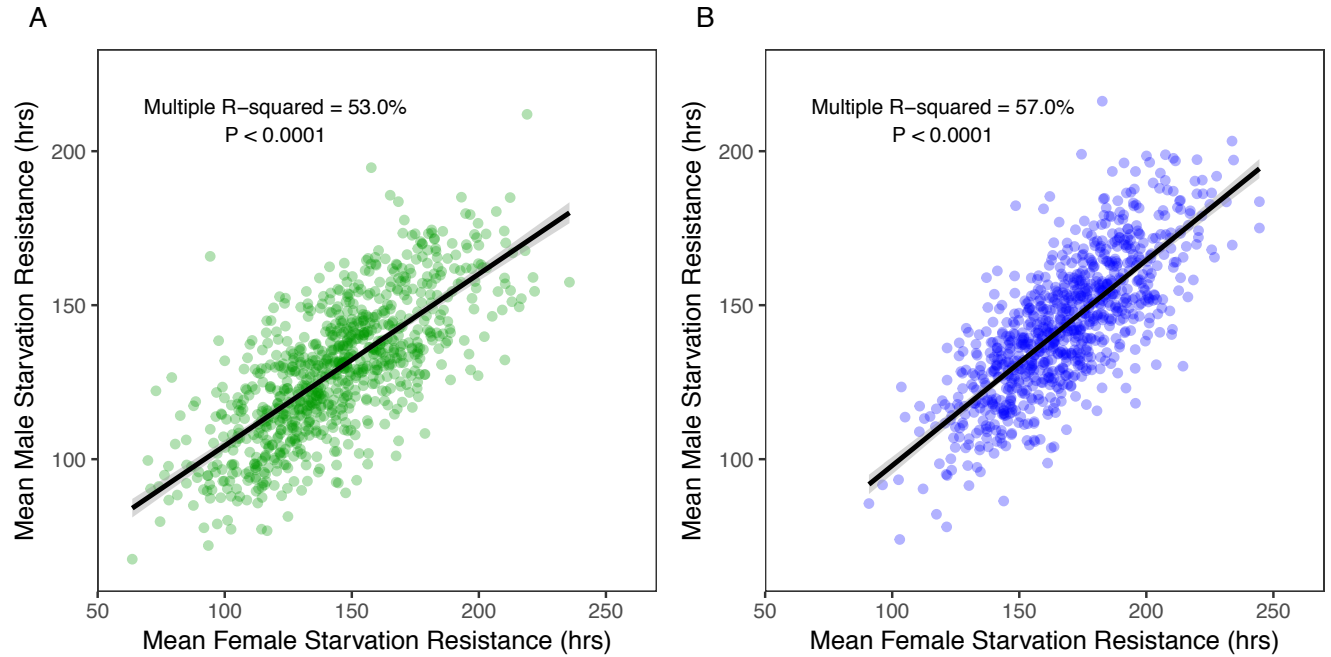 A
Multiple R−squared = 53.0%
P < 0.0001
Mean Male Starvation Resistance (hrs)
200
150
100
50
100
150
200
250
Mean Female Starvation Resistance (hrs)
B
Multiple R−squared = 57.0%
P < 0.0001
Mean Male Starvation Resistance (hrs)
200
150
100
50
100
150
200
250
Mean Female Starvation Resistance (hrs)